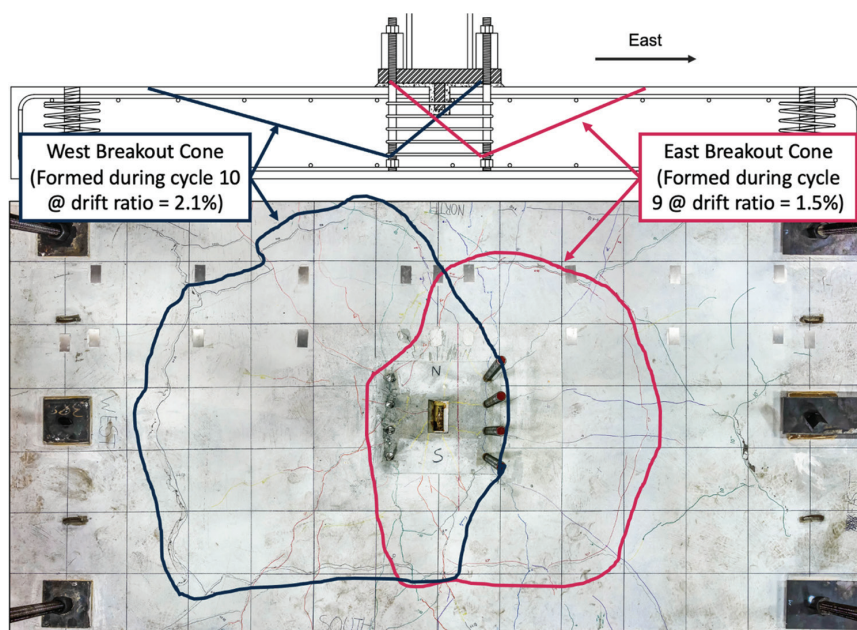 East
West Breakout Cone
(Formed during cycle 10
@ drift ratio = 2.1%)
East Breakout Cone
(Formed during cycle
9 @ drift ratio = 1.5%)
NORTH
N
S
SOUTH